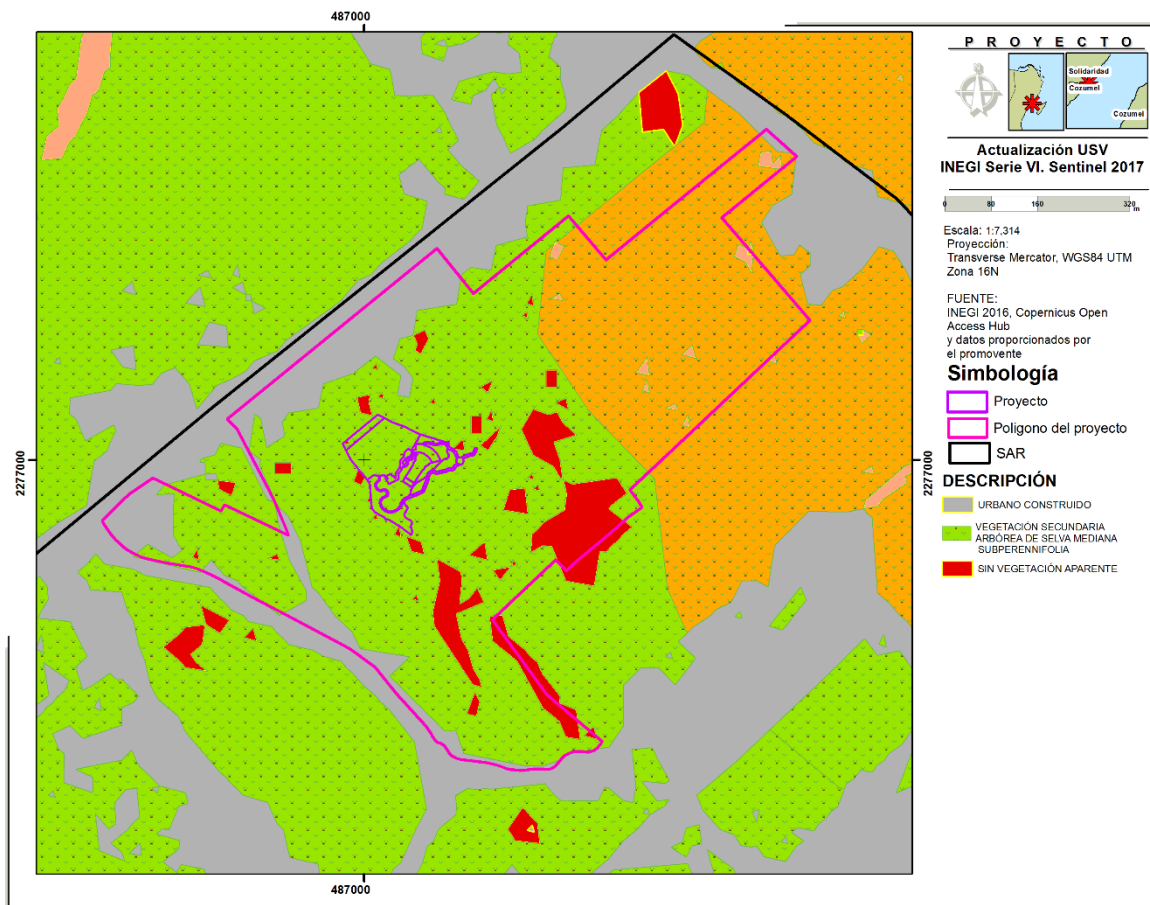 487000
2277000
2277000
487000
P R O Y E C T O
Solidaridad
Cozumel
Cozumel
Actualización USV
INEGI Serie VI. Sentinel 2017
0 80 160 320
m
Escala: 1:7,314
Proyección:
Transverse Mercator, WGS84 UTM
Zona 16N
FUENTE:
INEGI 2016, Copernicus Open
Access Hub
y datos proporcionados por
el promovente
Simbología
Proyecto
Poligono del proyecto
SAR
DESCRIPCIÓN
URBANO CONSTRUIDO
VEGETACIÓN SECUNDARIA
ARBÓREA DE SELVA MEDIANA
SUBPERENNIFOLIA
SIN VEGETACIÓN APARENTE